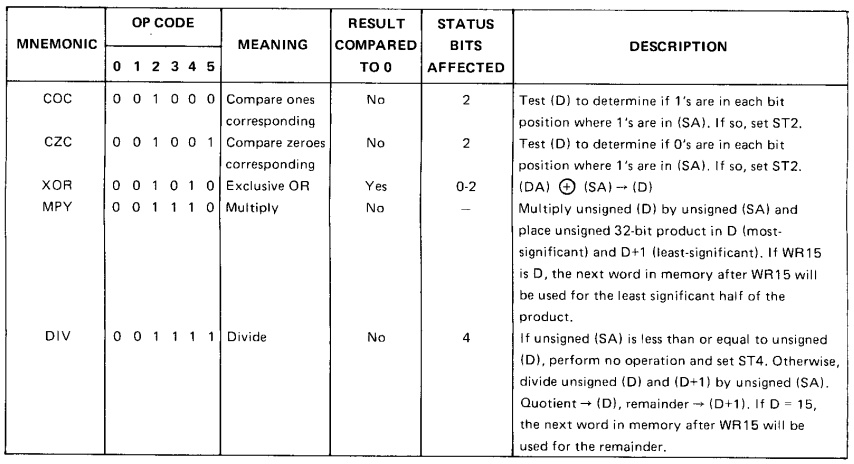 MNEMONIC OP CODE MEANING RESULT COMPARED TO 0 STATUS BITS AFFECTED DESCRIPTION
0 1 2 3 4 5
COC 0 0 1 0 0 0 Compare ones No 2 Test (D) to determine if 1's are in each bit
corresponding position where 1's are in (SA). If so, set ST2.
CZC 0 0 1 0 0 1 Compare zeroes No 2 Test (D) to determine if 0's are in each bit
corresponding position where 1's are in (SA). If so, set ST2.
XOR 0 0 1 0 1 0 Exclusive OR Yes 0-2 (DA) ⊕ (SA) → (D)
MPY 0 0 1 1 1 0 Multiply No — Multiply unsigned (D) by unsigned (SA) and
place unsigned 32-bit product in D (most-
significant) and D+1 (least-significant). If WR15
is D, the next word in memory after WR15 will
be used for the least significant half of the
product.
DIV 0 0 1 1 1 1 Divide No 4 If unsigned (SA) is less than or equal to unsigned
(D), perform no operation and set ST4. Otherwise,
divide unsigned (D) and (D+1) by unsigned (SA).
Quotient → (D), remainder → (D+1). If D = 15,
the next word in memory after WR15 will be
used for the remainder.